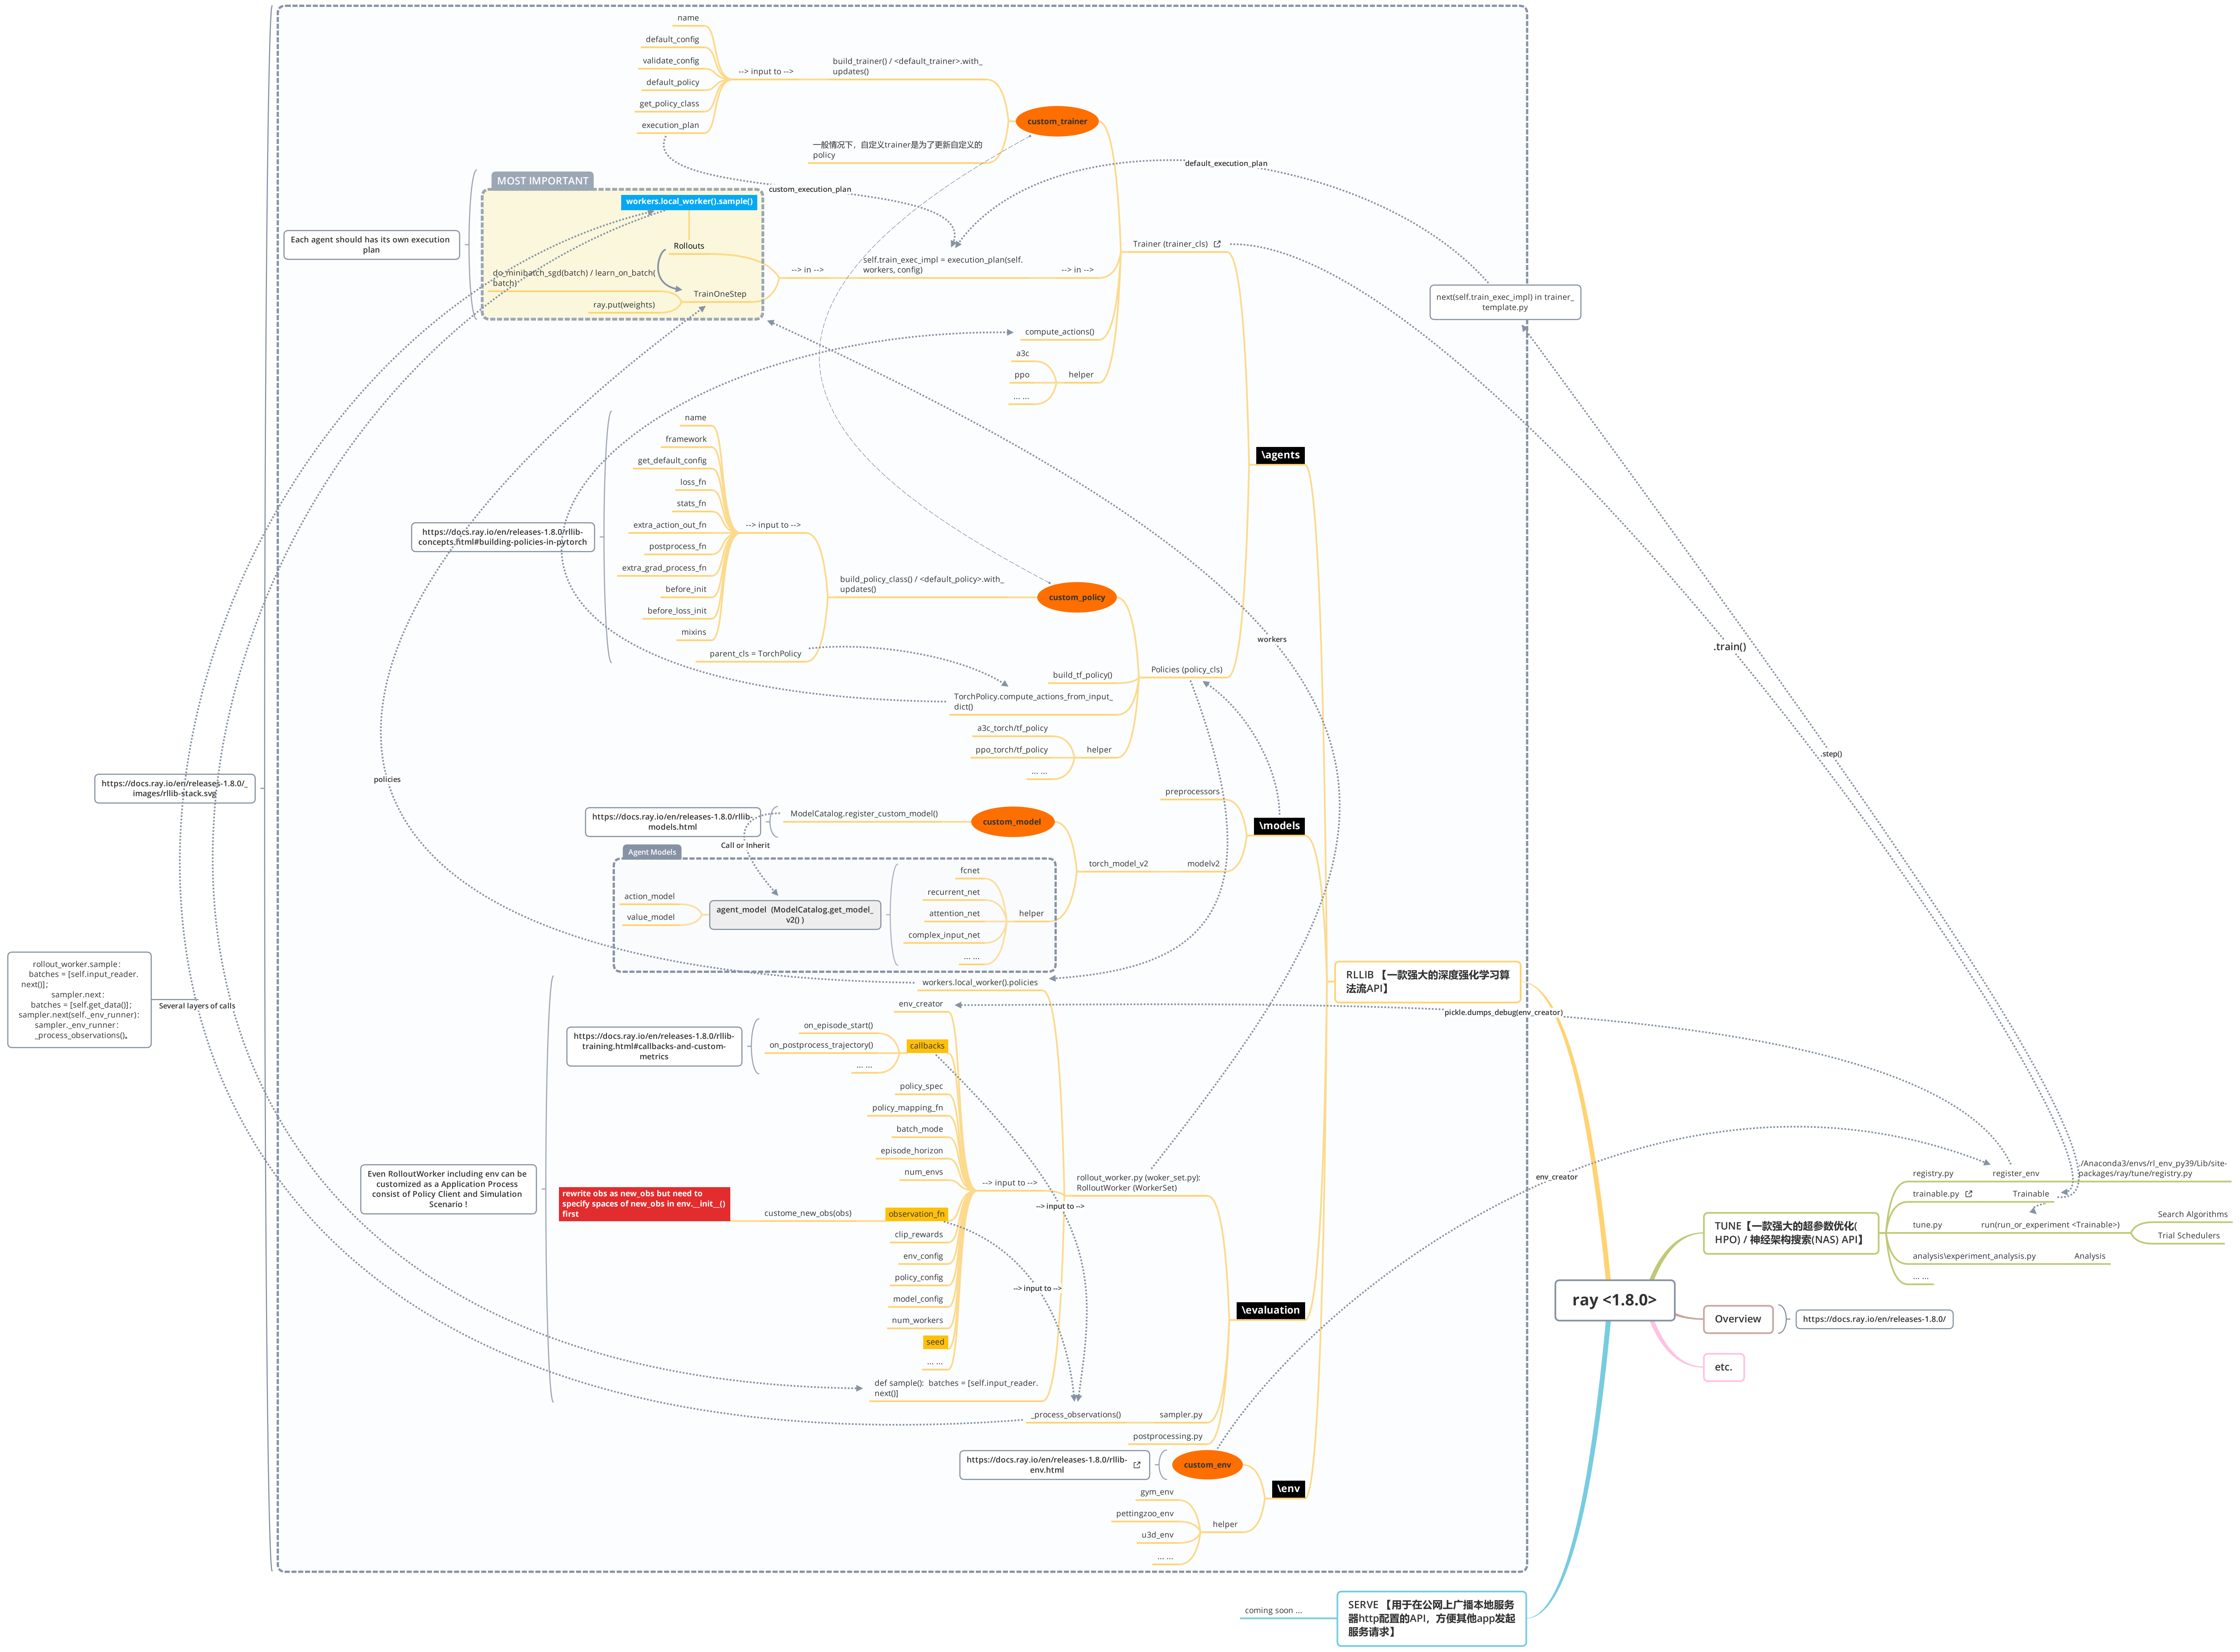 name
default_config
validate_config
default_policy
get_policy_class
execution_plan
--> input to -->
build_trainer() / <default_trainer>.with_
updates()
custom_trainer
一般情况下，自定义trainer是为了更新自定义的
policy
default_execution_plan
custom_execution_plan
MOST IMPORTANT
workers.local_worker().sample()
Rollouts
do_minibatch_sgd(batch) / learn_on_batch(
batch)
TrainOneStep
ray.put(weights)
Each agent should has its own execution
plan
--> in -->
self.train_exec_impl = execution_plan(self.
workers, config)
--> in -->
Trainer (trainer_cls)
next(self.train_exec_impl) in trainer_
template.py
compute_actions()
a3c
ppo
... ...
helper
\agents
name
framework
get_default_config
loss_fn
stats_fn
extra_action_out_fn
postprocess_fn
extra_grad_process_fn
before_init
before_loss_init
mixins
parent_cls = TorchPolicy
https://docs.ray.io/en/releases-1.8.0/rllib-
concepts.html#building-policies-in-pytorch
--> input to -->
build_policy_class() / <default_policy>.with_
updates()
custom_policy
workers
.train()
.step()
Policies (policy_cls)
build_tf_policy()
TorchPolicy.compute_actions_from_input_
dict()
a3c_torch/tf_policy
ppo_torch/tf_policy
... ...
helper
policies
https://docs.ray.io/en/releases-1.8.0/_
images/rllib-stack.svg
preprocessors
\models
https://docs.ray.io/en/releases-1.8.0/rllib-
models.html
ModelCatalog.register_custom_model()
custom_model
Call or Inherit
Agent Models
torch_model_v2
modelv2
action_model
value_model
agent_model  (ModelCatalog.get_model_
v2() )
fcnet
recurrent_net
attention_net
complex_input_net
... ...
helper
rollout_worker.sample：
batches = [self.input_reader.
next()]；
sampler.next：
batches = [self.get_data()]；
sampler.next(self._env_runner)：
sampler._env_runner：
_process_observations()。
Several layers of calls
RLLIB 【一款强大的深度强化学习算
法流API】
workers.local_worker().policies
env_creator
pickle.dumps_debug(env_creator)
on_episode_start()
on_postprocess_trajectory()
... ...
callbacks
https://docs.ray.io/en/releases-1.8.0/rllib-
training.html#callbacks-and-custom-
metrics
policy_spec
policy_mapping_fn
batch_mode
episode_horizon
num_envs
Even RolloutWorker including env can be
customized as a Application Process
consist of Policy Client and Simulation
Scenario !
rewrite obs as new_obs but need to
specify spaces of new_obs in env.__init__()
first
custome_new_obs(obs)
observation_fn
clip_rewards
env_config
policy_config
model_config
num_workers
seed
... ...
--> input to -->
rollout_worker.py (woker_set.py):
RolloutWorker (WorkerSet)
--> input to -->
--> input to -->
def sample():  batches = [self.input_reader.
next()]
\evaluation
_process_observations()
sampler.py
postprocessing.py
https://docs.ray.io/en/releases-1.8.0/rllib-
env.html
custom_env
\env
gym_env
pettingzoo_env
u3d_env
... ...
helper
env_creator
registry.py
register_env
/Anaconda3/envs/rl_env_py39/Lib/site-
packages/ray/tune/registry.py
trainable.py
Trainable
TUNE【一款强大的超参数优化(
HPO) / 神经架构搜索(NAS) API】
tune.py
run(run_or_experiment <Trainable>)
Search Algorithms
Trial Schedulers
analysis\experiment_analysis.py
Analysis
... ...
ray <1.8.0>
Overview
https://docs.ray.io/en/releases-1.8.0/
etc.
coming soon ...
SERVE 【用于在公网上广播本地服务
器http配置的API，方便其他app发起
服务请求】